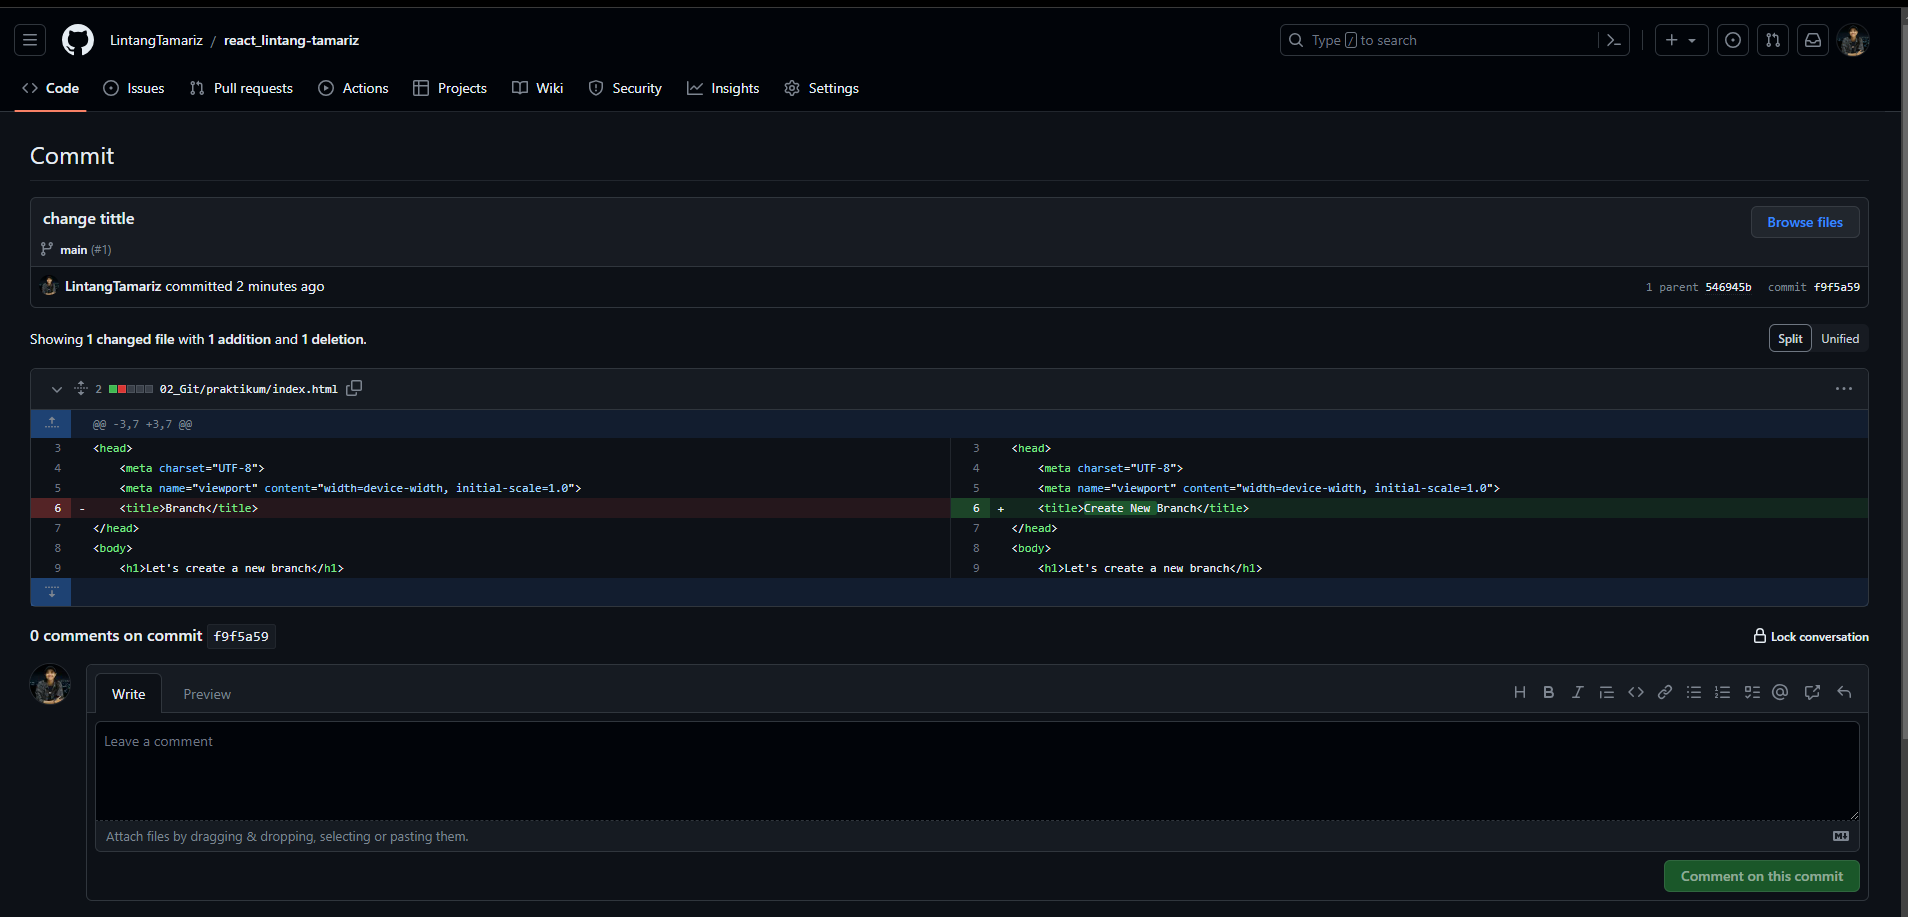 LintangTamariz / react_lintang-tamariz
Type / to search
Code Issues Pull requests Actions Projects Wiki Security Insights Settings
Commit
change tittle
Browse files
main (#1)
LintangTamariz committed 2 minutes ago
1 parent 546945b commit f9f5a59
Showing 1 changed file with 1 addition and 1 deletion.
Split Unified
2 02_Git/praktikum/index.html
@@ -3,7 +3,7 @@
3 <head> 3 <head>
4 <meta charset="UTF-8"> 4 <meta charset="UTF-8">
5 <meta name="viewport" content="width=device-width, initial-scale=1.0"> 5 <meta name="viewport" content="width=device-width, initial-scale=1.0">
6 - <title>Branch</title> 6 + <title>Create New Branch</title>
7 </head> 7 </head>
8 <body> 8 <body>
9 <h1>Let's create a new branch</h1> 9 <h1>Let's create a new branch</h1>
0 comments on commit f9f5a59
Lock conversation
Write Preview
Leave a comment
Attach files by dragging & dropping, selecting or pasting them.
Comment on this commit